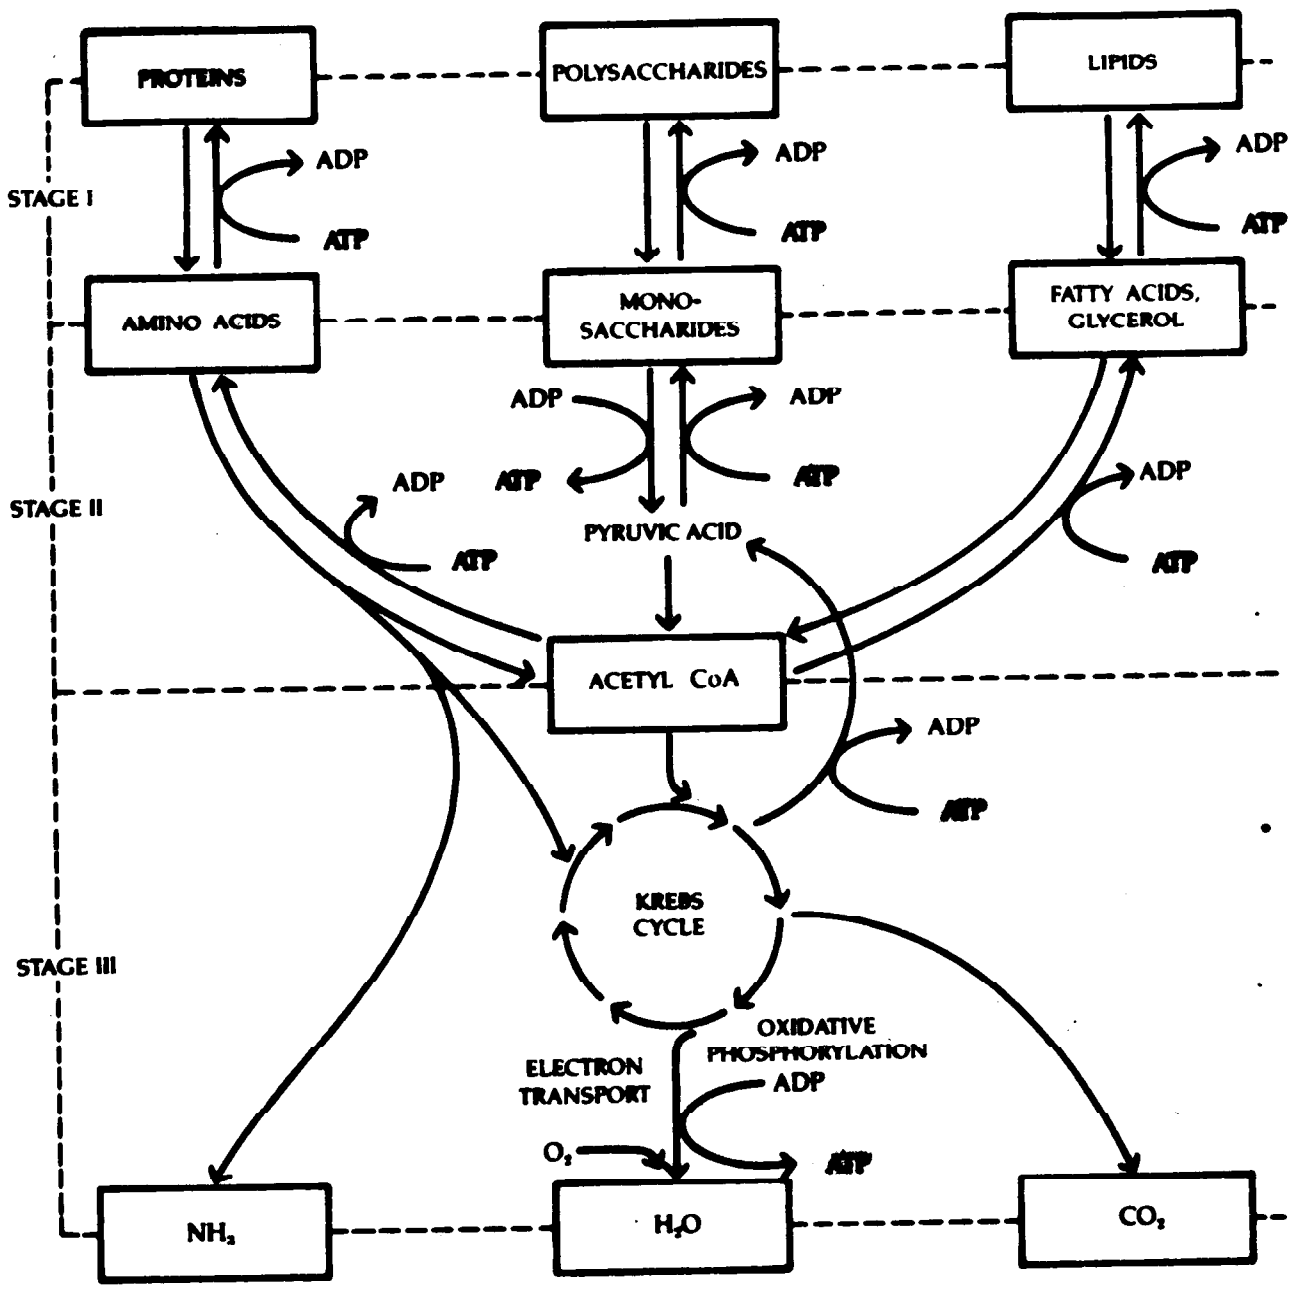 PROTEINS
POLYSACCHARIDES
LIPIDS
ADP
ADP
ADP
STAGE I
ATP
ATP
ATP
AMINO ACIDS
MONO-
SACCHARIDES
FATTY ACIDS,
GLYCEROL
ADP
ADP
ADP
ATP
ATP
ADP
STAGE II
PYRUVIC ACID
ATP
ATP
ACETYL CoA
ADP
ATP
KREBS
CYCLE
STAGE III
OXIDATIVE
PHOSPHORYLATION
ELECTRON
TRANSPORT
ADP
O₂
ATP
NH₃
H₂O
CO₂